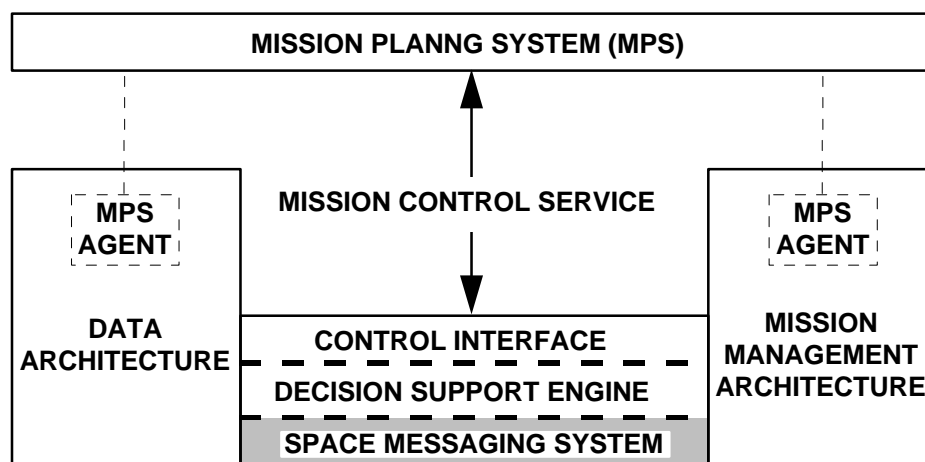 MISSION PLANNG SYSTEM (MPS)
MPS
AGENT
MISSION CONTROL SERVICE
MPS
AGENT
DATA
ARCHITECTURE
CONTROL INTERFACE
DECISION SUPPORT ENGINE
SPACE MESSAGING SYSTEM
MISSION
MANAGEMENT
ARCHITECTURE